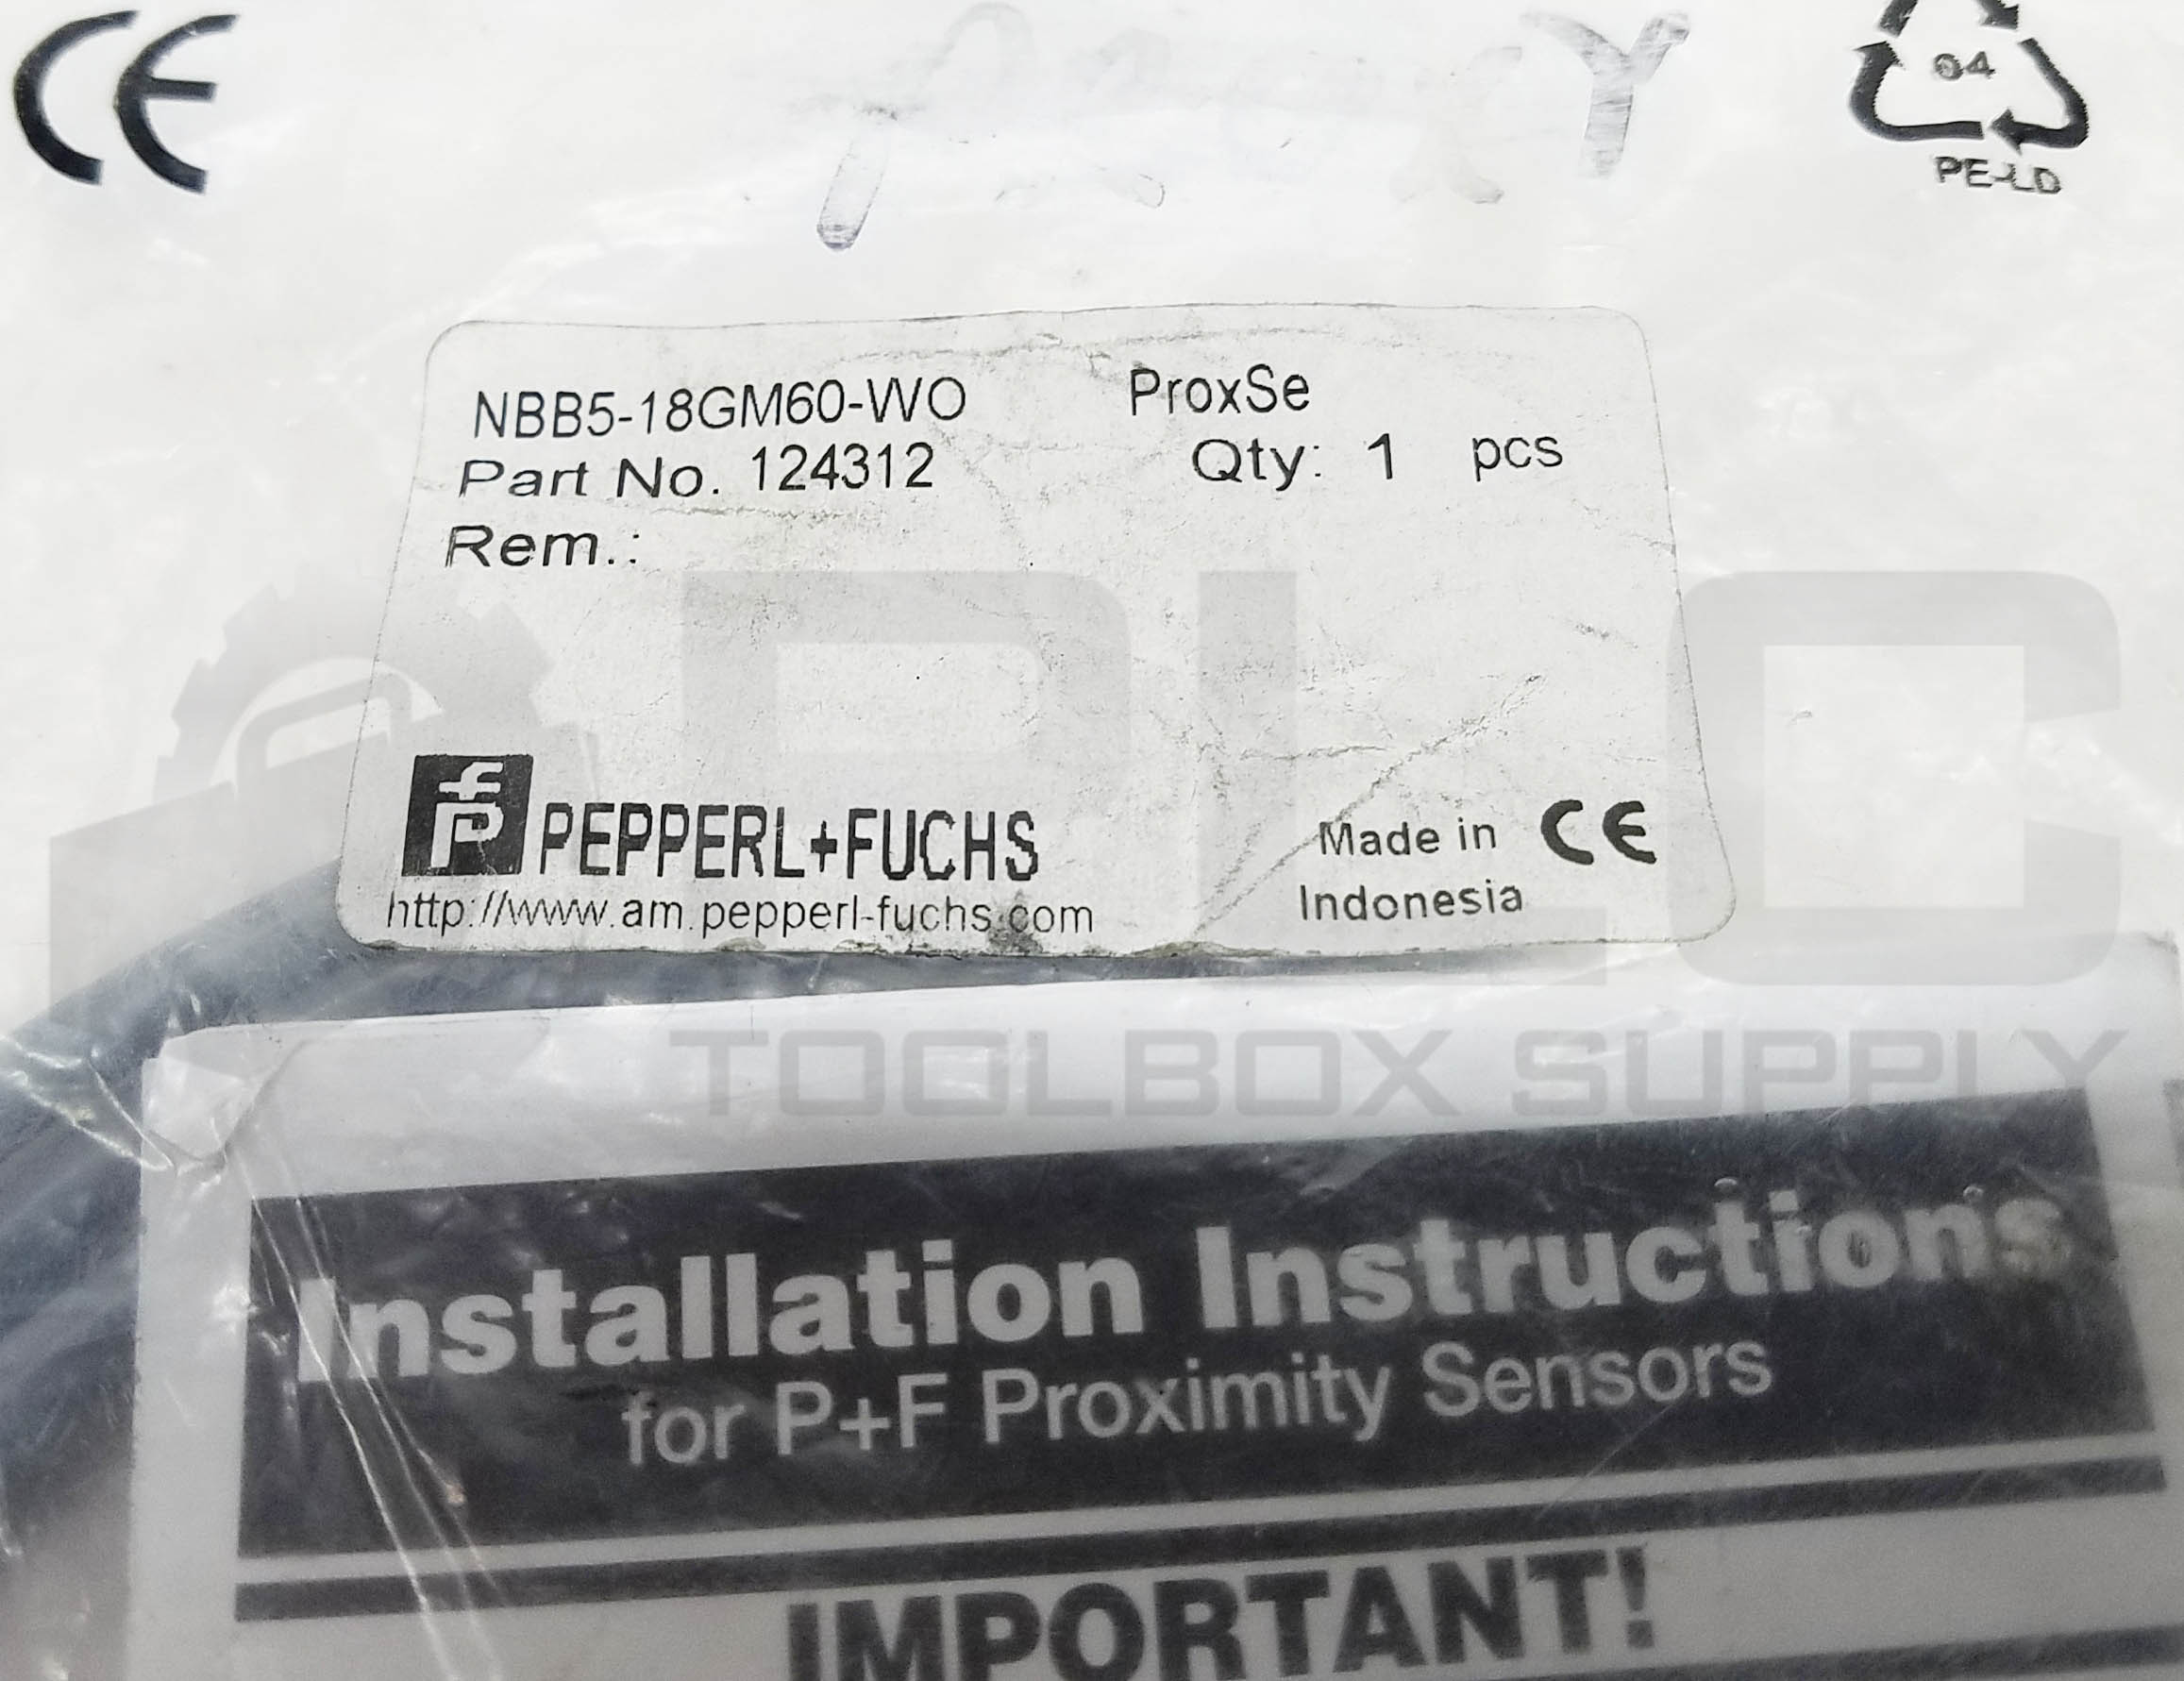 CE
04
PE-LD
NBB5-18GM60-WO ProxSe
Part No. 124312 Qty: 1 pcs
Rem.:
PEPPERL+FUCHS
http://www.am.pepperl-fuchs.com
Made in CE
Indonesia
PLC
TOOLBOX SUPPLY
Installation Instructions
for P+F Proximity Sensors
IMPORTANT!